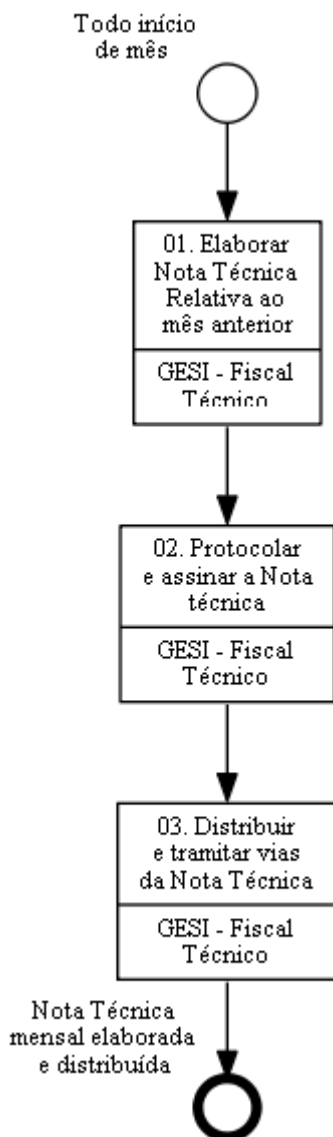 Todo início
de mês
01. Elaborar
Nota Técnica
Relativa ao
mês anterior
GESI - Fiscal
Técnico
02. Protocolar
e assinar a Nota
técnica
GESI - Fiscal
Técnico
03. Distribuir
e tramitar vias
da Nota Técnica
GESI - Fiscal
Técnico
Nota Técnica
mensal elaborada
e distribuída